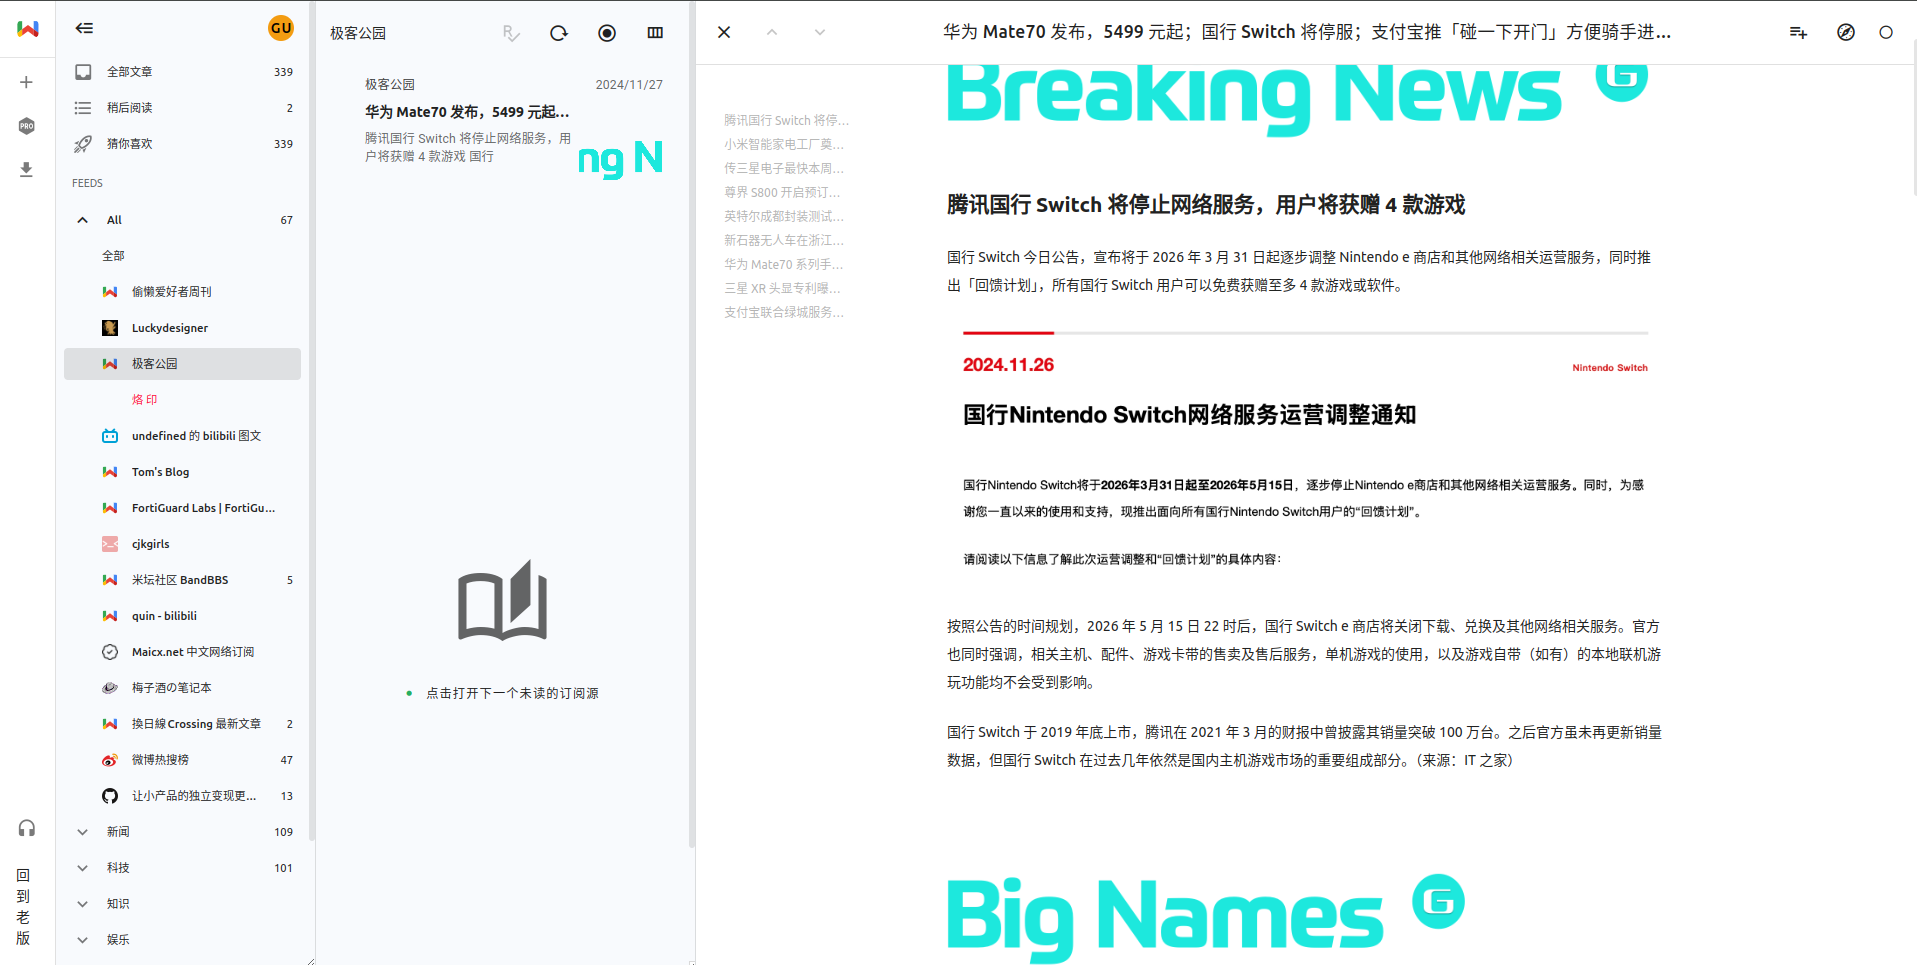 GU
全部文章 339
稍后阅读 2
PRO
猜你喜欢 339
FEEDS
All 67
全部
偷懒爱好者周刊
Luckydesigner
极客公园
烙印
undefined 的 bilibili 图文
Tom's Blog
FortiGuard Labs | FortiGu...
cjkgirls
米坛社区 BandBBS 5
quin - bilibili
Maicx.net 中文网络订阅
梅子酒の笔记本
換日線 Crossing 最新文章 2
微博热搜榜 47
让小产品的独立变现更... 13
新闻 109
科技 101
知识
娱乐
回到老版
极客公园
极客公园 2024/11/27
华为 Mate70 发布，5499 元起...
腾讯国行 Switch 将停止网络服务，用
户将获赠 4 款游戏 国行
ng N
点击打开下一个未读的订阅源
华为 Mate70 发布，5499 元起；国行 Switch 将停服；支付宝推「碰一下开门」方便骑手进...
腾讯国行 Switch 将停...
小米智能家电工厂奠...
传三星电子最快本周...
尊界 S800 开启预订...
英特尔成都封装测试...
新石器无人车在浙江...
华为 Mate70 系列手...
三星 XR 头显专利曝...
支付宝联合绿城服务...
Breaking News G
腾讯国行 Switch 将停止网络服务，用户将获赠 4 款游戏
国行 Switch 今日公告，宣布将于 2026 年 3 月 31 日起逐步调整 Nintendo e 商店和其他网络相关运营服务，同时推
出「回馈计划」，所有国行 Switch 用户可以免费获赠至多 4 款游戏或软件。
2024.11.26 Nintendo Switch
国行Nintendo Switch网络服务运营调整通知
国行Nintendo Switch将于2026年3月31日起至2026年5月15日，逐步停止Nintendo e商店和其他网络相关运营服务。同时，为感
谢您一直以来的使用和支持，现推出面向所有国行Nintendo Switch用户的“回馈计划”。
请阅读以下信息了解此次运营调整和“回馈计划”的具体内容：
按照公告的时间规划，2026 年 5 月 15 日 22 时后，国行 Switch e 商店将关闭下载、兑换及其他网络相关服务。官方
也同时强调，相关主机、配件、游戏卡带的售卖及售后服务，单机游戏的使用，以及游戏自带（如有）的本地联机游
玩功能均不会受到影响。
国行 Switch 于 2019 年底上市，腾讯在 2021 年 3 月的财报中曾披露其销量突破 100 万台。之后官方虽未再更新销量
数据，但国行 Switch 在过去几年依然是国内主机游戏市场的重要组成部分。（来源：IT 之家）
Big Names G